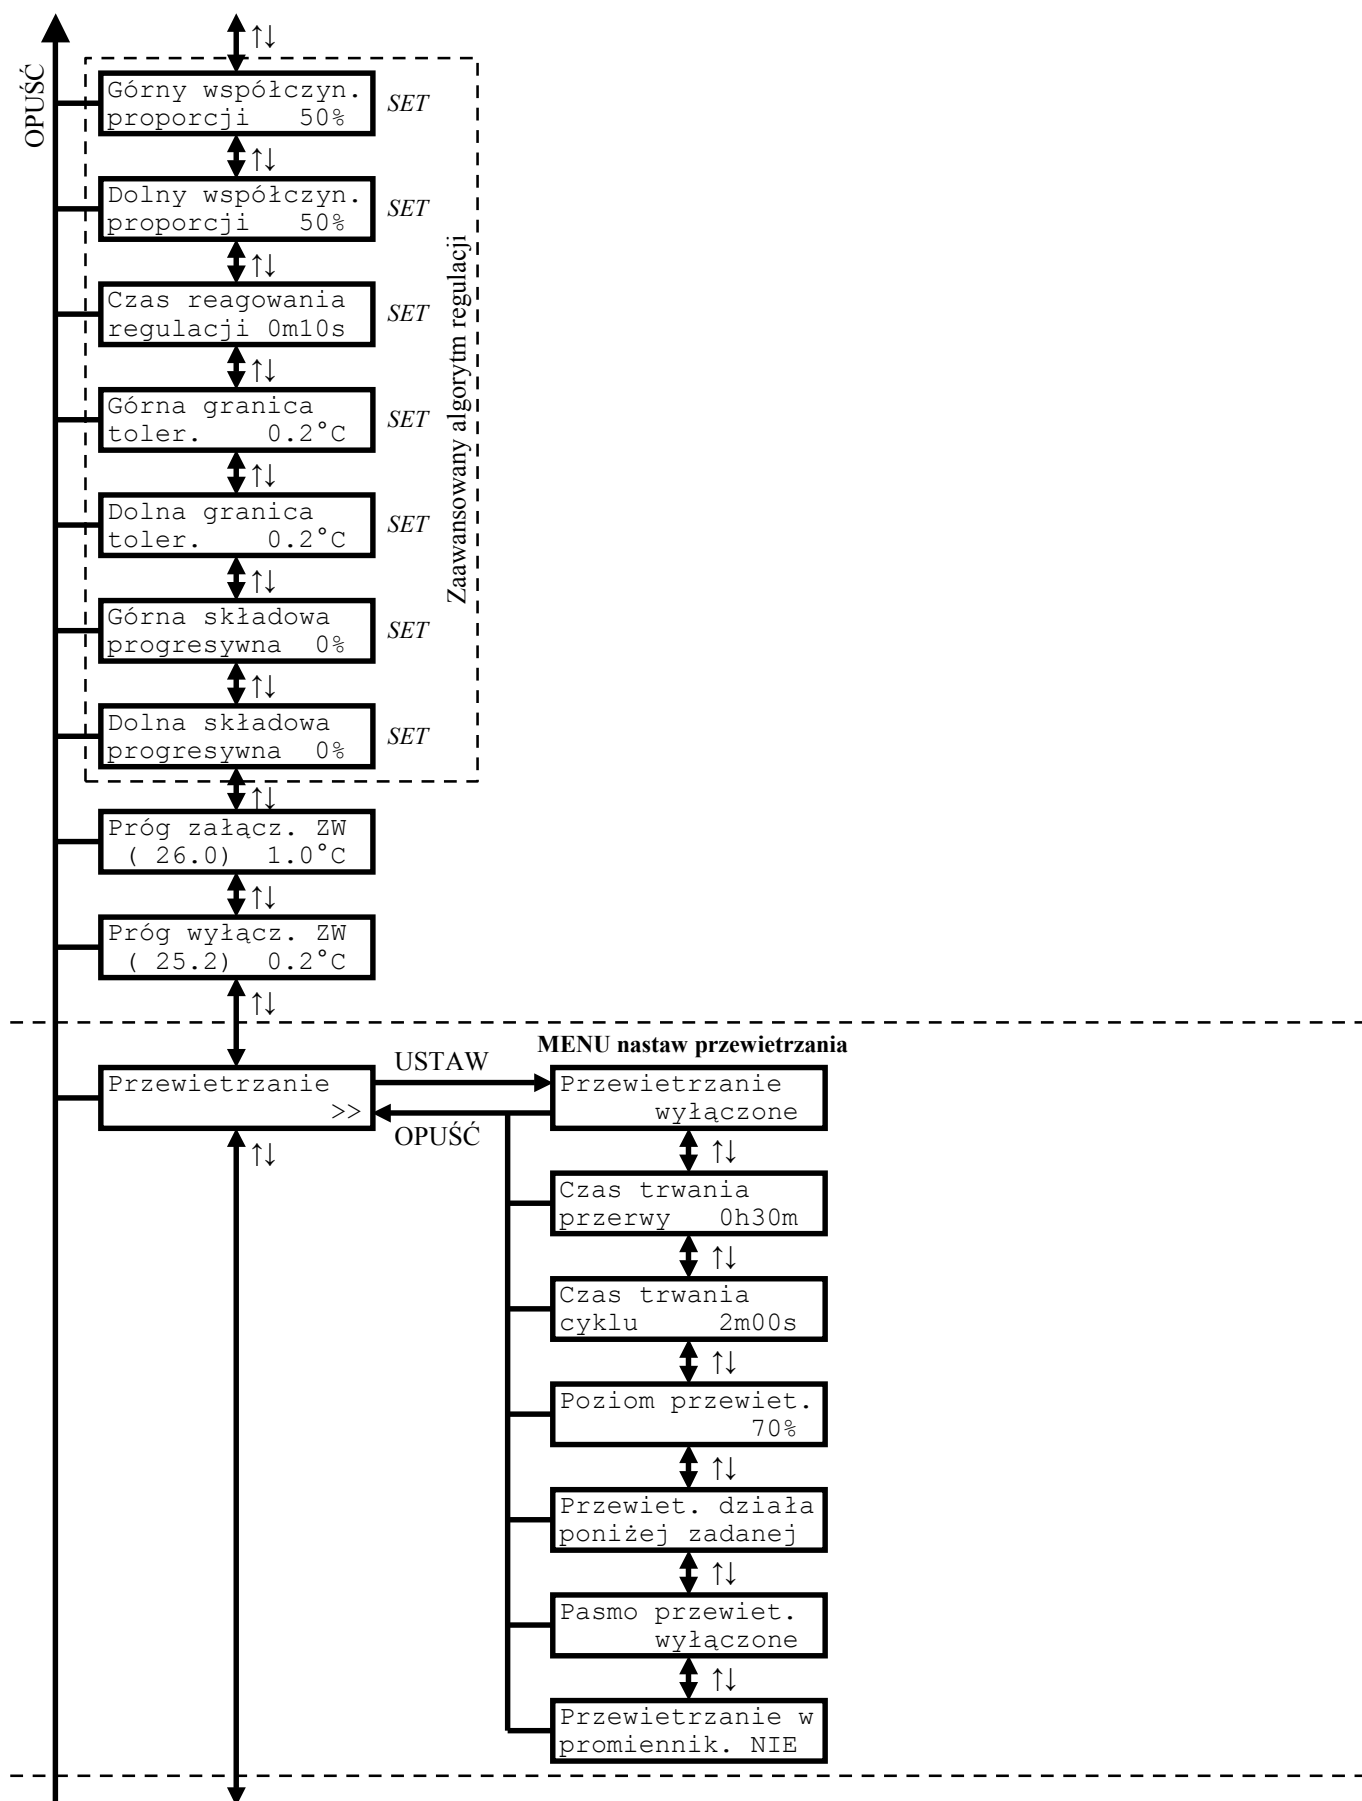 ↑↓
OPUŚĆ
Górny współczyn.
proporcji 50%
SET
↑↓
Dolny współczyn.
proporcji 50%
SET
↑↓
Czas reagowania
regulacji 0m10s
SET
↑↓
Górna granica
toler. 0.2°C
SET
↑↓
Dolna granica
toler. 0.2°C
SET
↑↓
Górna składowa
progresywna 0%
SET
↑↓
Dolna składowa
progresywna 0%
SET
Zaawansowany algorytm regulacji
↑↓
Próg załącz. ZW
( 26.0) 1.0°C
↑↓
Próg wyłącz. ZW
( 25.2) 0.2°C
↑↓
MENU nastaw przewietrzania
Przewietrzanie
>>
USTAW
OPUŚĆ
↑↓
Przewietrzanie
wyłączone
↑↓
Czas trwania
przerwy 0h30m
↑↓
Czas trwania
cyklu 2m00s
↑↓
Poziom przewiet.
70%
↑↓
Przewiet. działa
poniżej zadanej
↑↓
Pasmo przewiet.
wyłączone
↑↓
Przewietrzanie w
promiennik. NIE